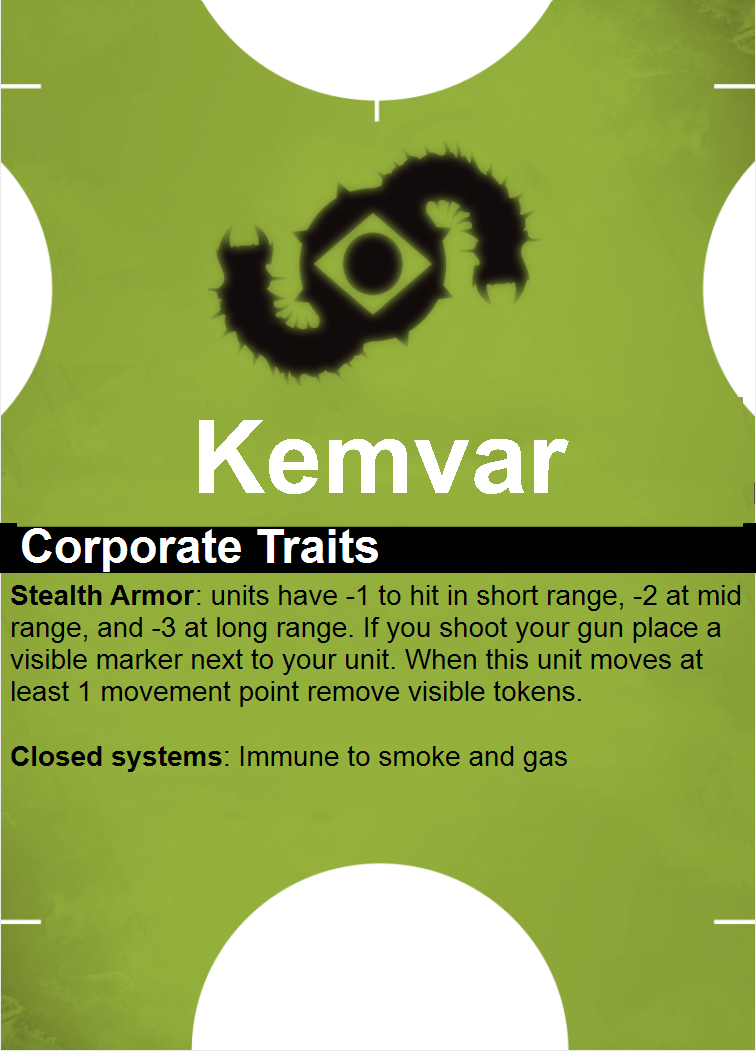 Kemvar
Corporate Traits
Stealth Armor: units have -1 to hit in short range, -2 at mid
range, and -3 at long range. If you shoot your gun place a
visible marker next to your unit. When this unit moves at
least 1 movement point remove visible tokens.
Closed systems: Immune to smoke and gas